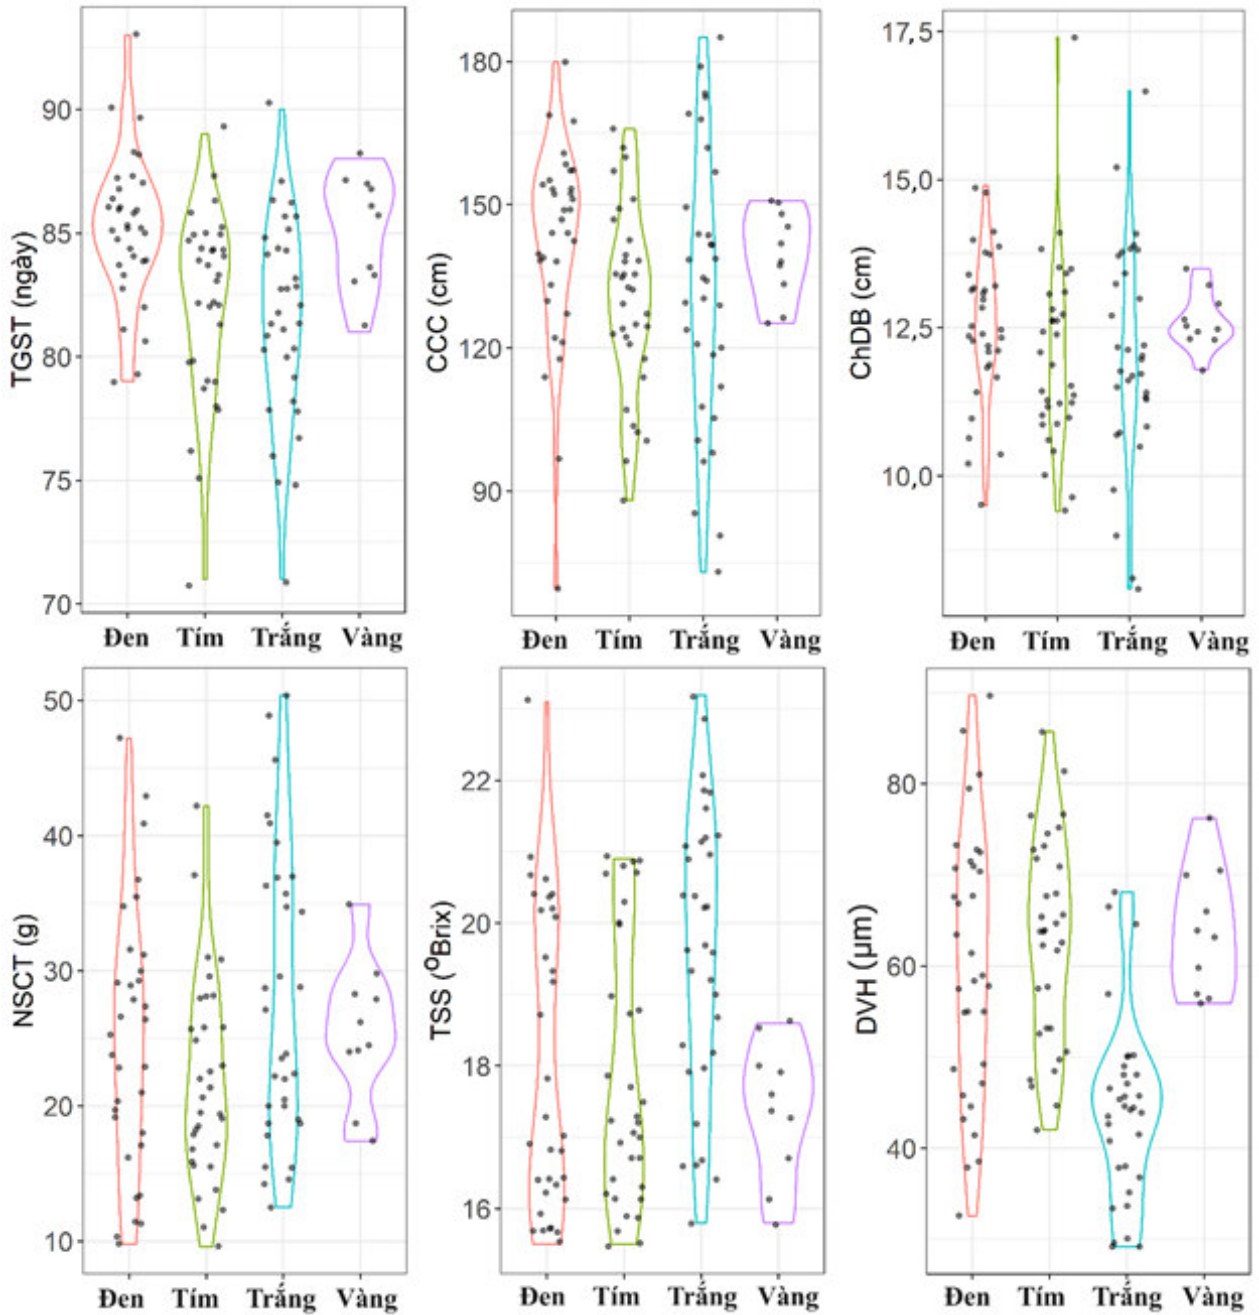 TGST (ngày)
90
85
80
75
70
Đen Tím Trắng Vàng
CCC (cm)
180
150
120
90
Đen Tím Trắng Vàng
ChDB (cm)
17,5
15,0
12,5
10,0
Đen Tím Trắng Vàng
NSCT (g)
50
40
30
20
10
Đen Tím Trắng Vàng
TSS (ºBrix)
22
20
18
16
Đen Tím Trắng Vàng
DVH (µm)
80
60
40
Đen Tím Trắng Vàng